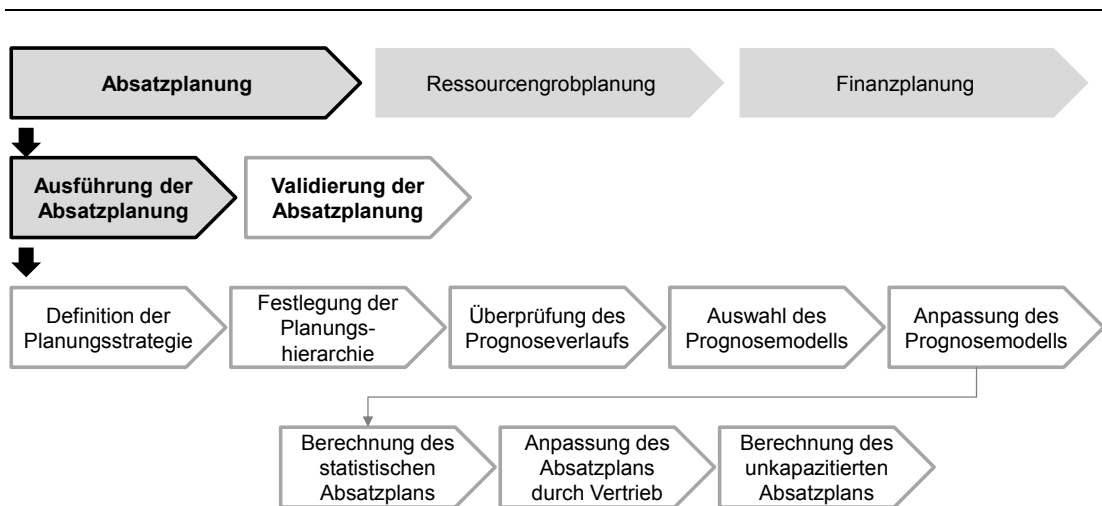 Absatzplanung
Ressourcengrobplanung
Finanzplanung
Ausführung der
Absatzplanung
Validierung der
Absatzplanung
Definition der
Planungsstrategie
Festlegung der
Planungs-
hierarchie
Überprüfung des
Prognoseverlaufs
Auswahl des
Prognosemodells
Anpassung des
Prognosemodells
Berechnung des
statistischen
Absatzplans
Anpassung des
Absatzplans
durch Vertrieb
Berechnung des
unkapazitierten
Absatzplans